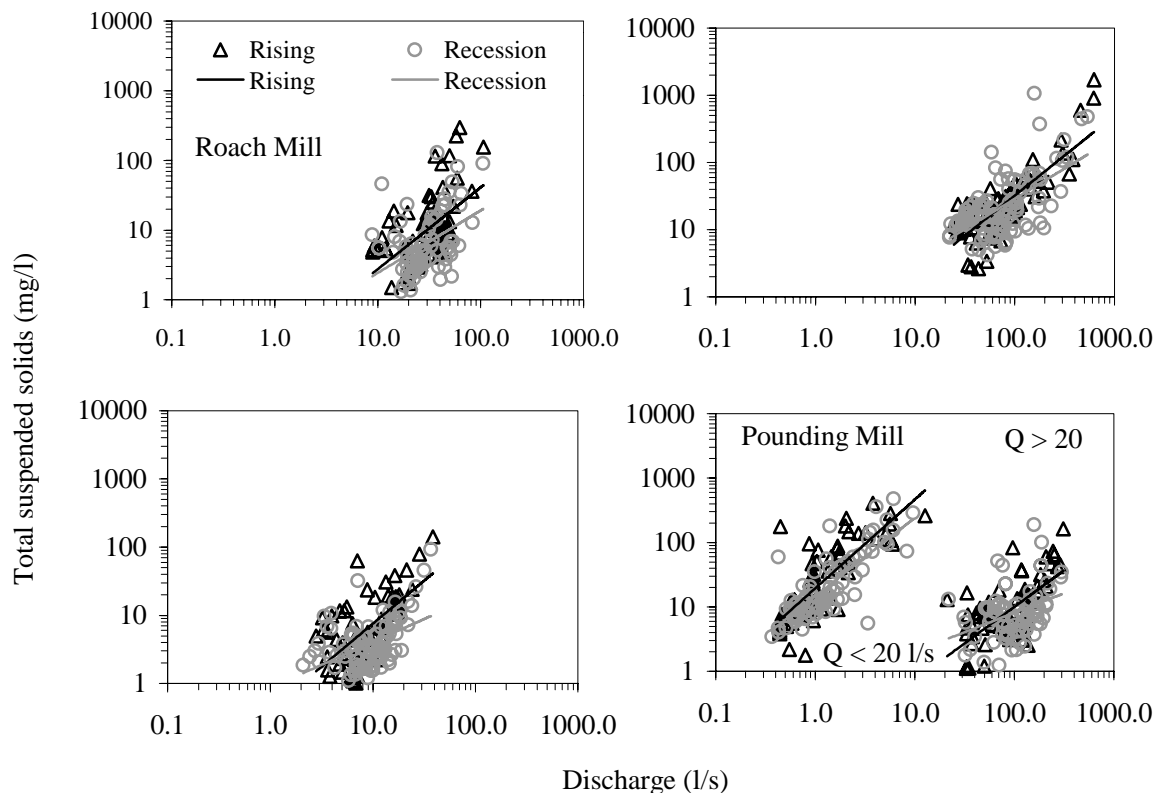 Total suspended solids (mg/l)
10000
1000
100
10
1
Rising
Recession
Rising
Recession
Roach Mill
0.1 1.0 10.0 100.0 1000.0
10000
1000
100
10
1
0.1 1.0 10.0 100.0 1000.0
10000
1000
100
10
1
0.1 1.0 10.0 100.0 1000.0
10000
1000
100
10
1
Pounding Mill
Q > 20
Q < 20 l/s
0.1 1.0 10.0 100.0 1000.0
Discharge (l/s)